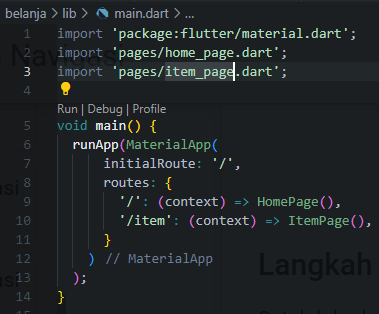 belanja > lib > main.dart > ...
1 import 'package:flutter/material.dart';
2 import 'pages/home_page.dart';
3 import 'pages/item_page.dart';
4
Run | Debug | Profile
5 void main() {
6 runApp(MaterialApp(
7 initialRoute: '/',
8 routes: {
9 '/': (context) => HomePage(),
10 '/item': (context) => ItemPage(),
11 }
12 ) // MaterialApp
13 );
14 }
Langkah